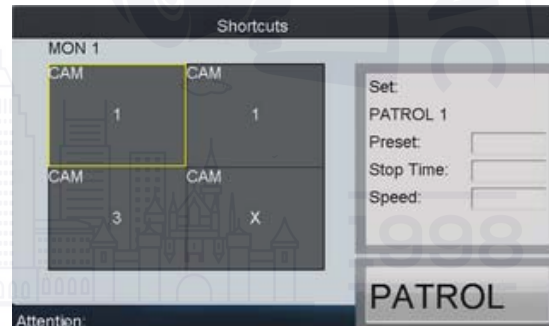 Shortcuts
MON 1
CAM CAM
1 1
CAM CAM
3 X
Set:
PATROL 1
Preset:
Stop Time:
Speed:
PATROL
Attention:
1998